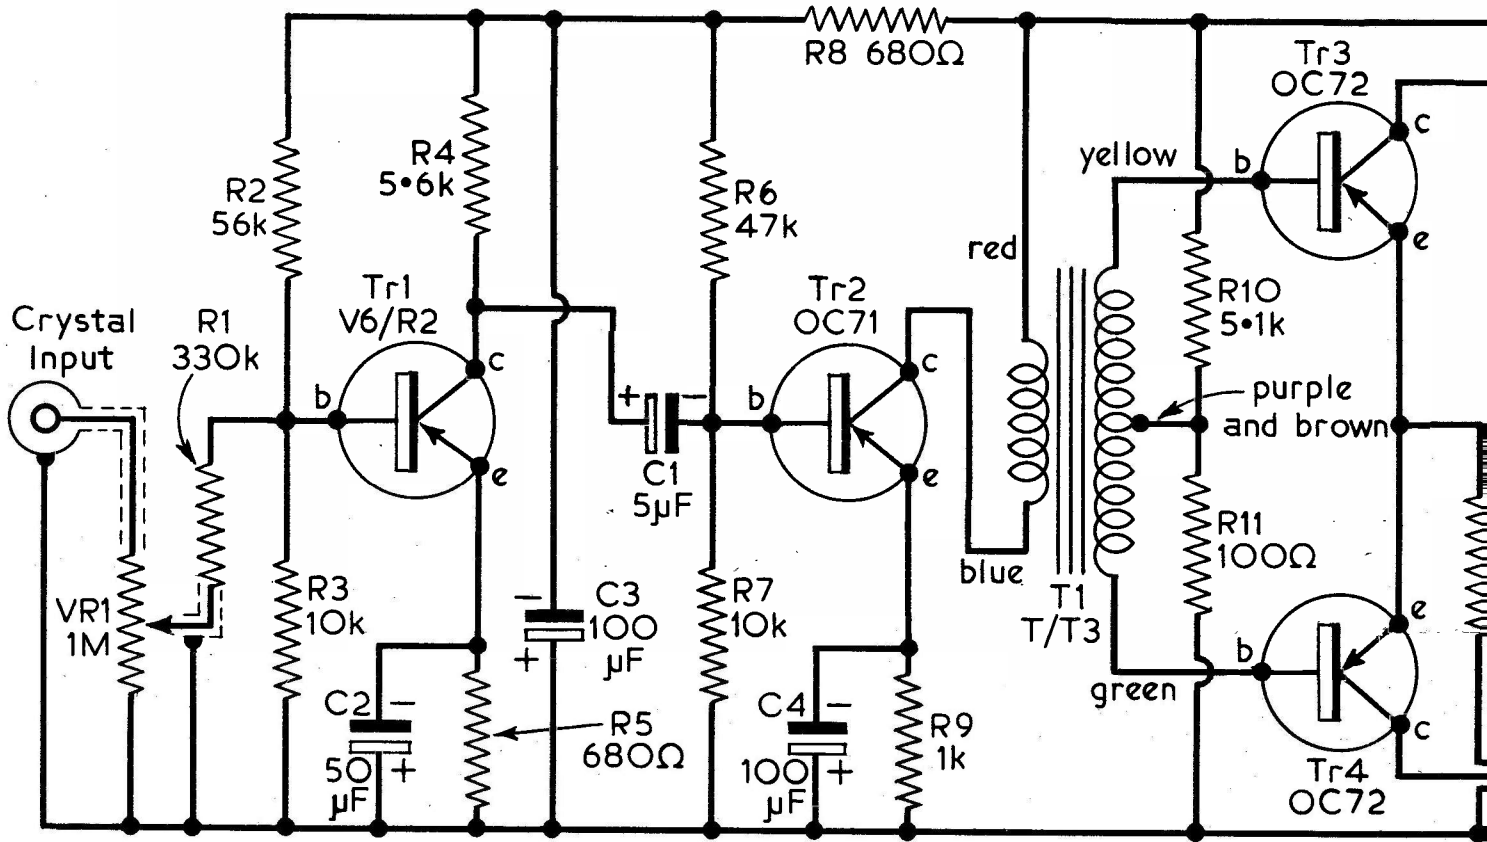 R8 680Ω
Tr3
OC72
c
b
e
yellow
R4
5•6k
R2
56k
R6
47k
red
R10
5•1k
Tr1
V6/R2
b
c
e
Tr2
OC71
b
c
e
Crystal
Input
R1
330k
purple
and brown
+
−
C1
5µF
R11
100Ω
blue
T1
T/T3
VR1
1M
R3
10k
−
C3
100
µF
+
R7
10k
green
b
e
c
Tr4
OC72
C2
−
50
µF
+
R5
680Ω
C4
−
100
µF
+
R9
1k